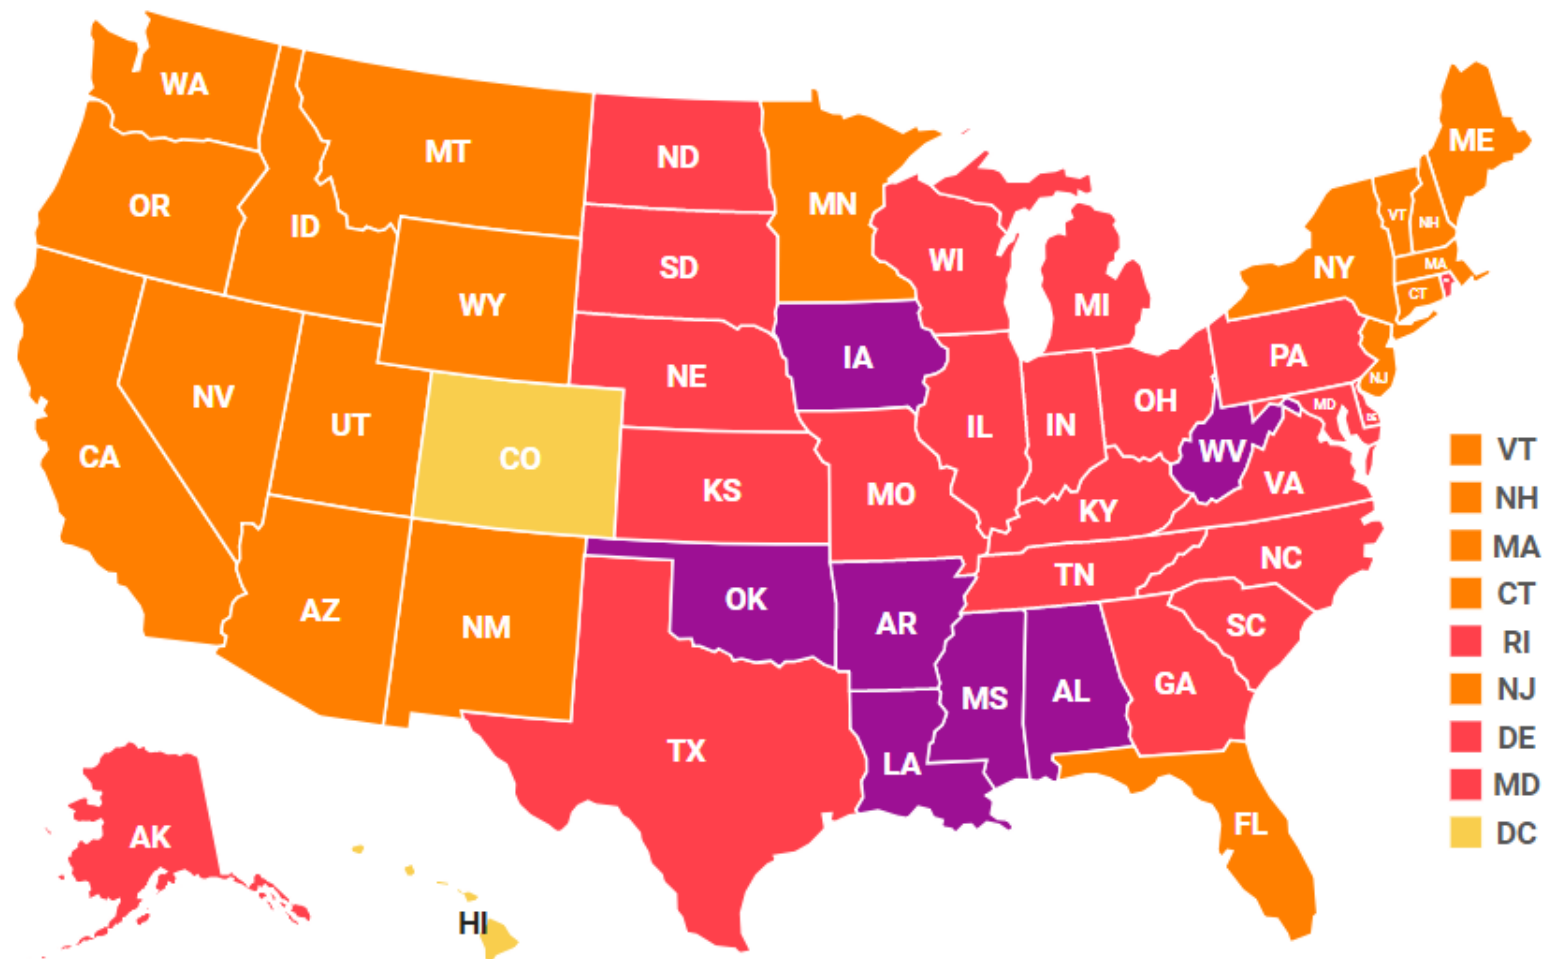 WA
ME
MT
ND
OR
MN
VT
NH
ID
WI
MA
SD
NY
CT
RI
WY
MI
IA
PA
NE
NJ
NV
OH
MD
DE
UT
IL
IN
CA
CO
WV
VA
KS
MO
KY
NC
TN
OK
AZ
AR
SC
NM
GA
MS
AL
TX
LA
FL
AK
HI
VT
NH
MA
CT
RI
NJ
DE
MD
DC